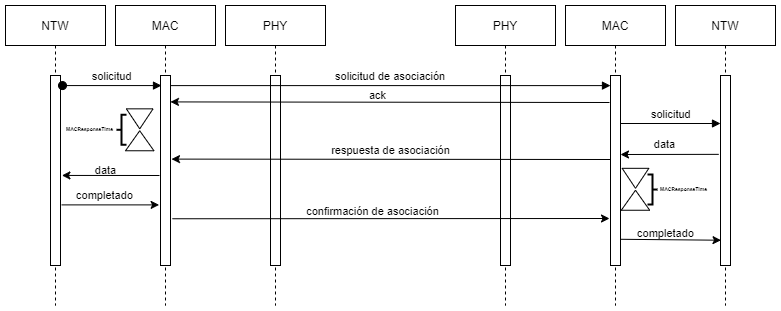 NTW
MAC
PHY
PHY
MAC
NTW
solicitud
solicitud de asociación
ack
solicitud
MACResponseTime
data
respuesta de asociación
data
MACResponseTime
completado
confirmación de asociación
completado